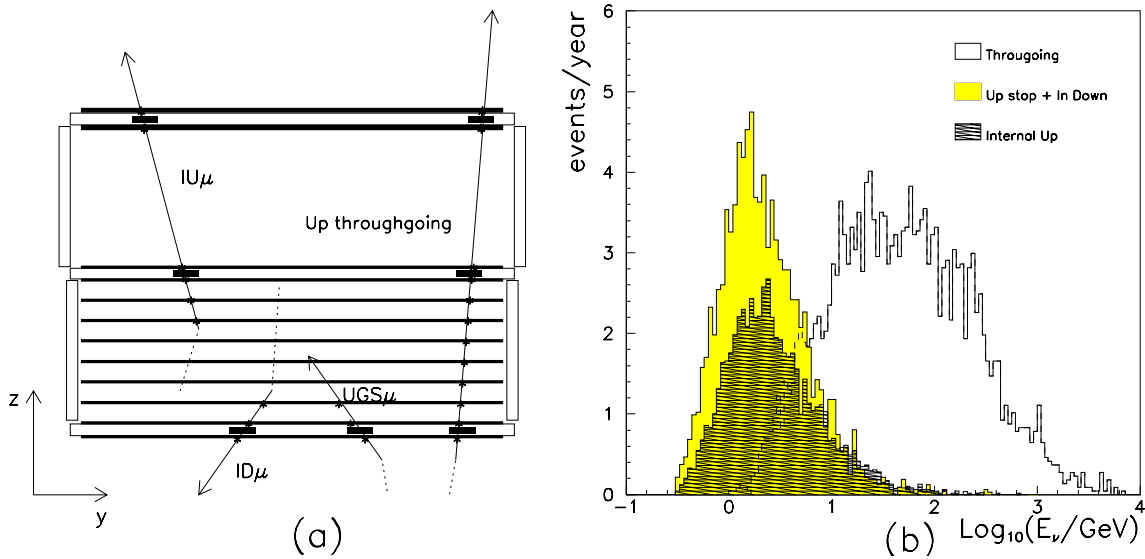 IUμ
Up throughgoing
UGSμ
IDμ
z
y
(a)
events/year
6
5
4
3
2
1
0
Througoing
Up stop + In Down
Internal Up
−1 0 1 2 3 4
(b)
Log₁₀(Eᵥ/GeV)